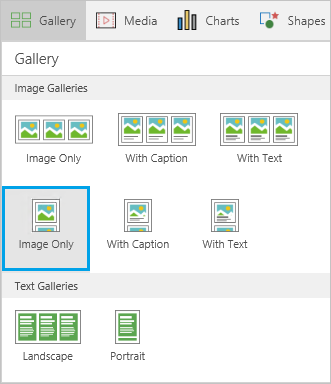 Gallery Media Charts Shapes
Gallery
Image Galleries
Image Only With Caption With Text
Image Only With Caption With Text
Text Galleries
Landscape Portrait